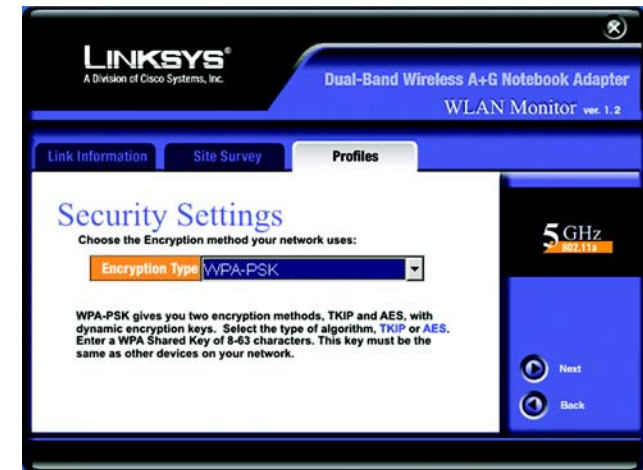 LINKSYS®
A Division of Cisco Systems, Inc.
Dual-Band Wireless A+G Notebook Adapter
WLAN Monitor ver. 1.2
Link Information
Site Survey
Profiles
Security Settings
Choose the Encryption method your network uses:
Encryption Type WPA-PSK
WPA-PSK gives you two encryption methods, TKIP and AES, with
dynamic encryption keys. Select the type of algorithm, TKIP or AES.
Enter a WPA Shared Key of 8-63 characters. This key must be the
same as other devices on your network.
5 GHz
802.11a
Next
Back